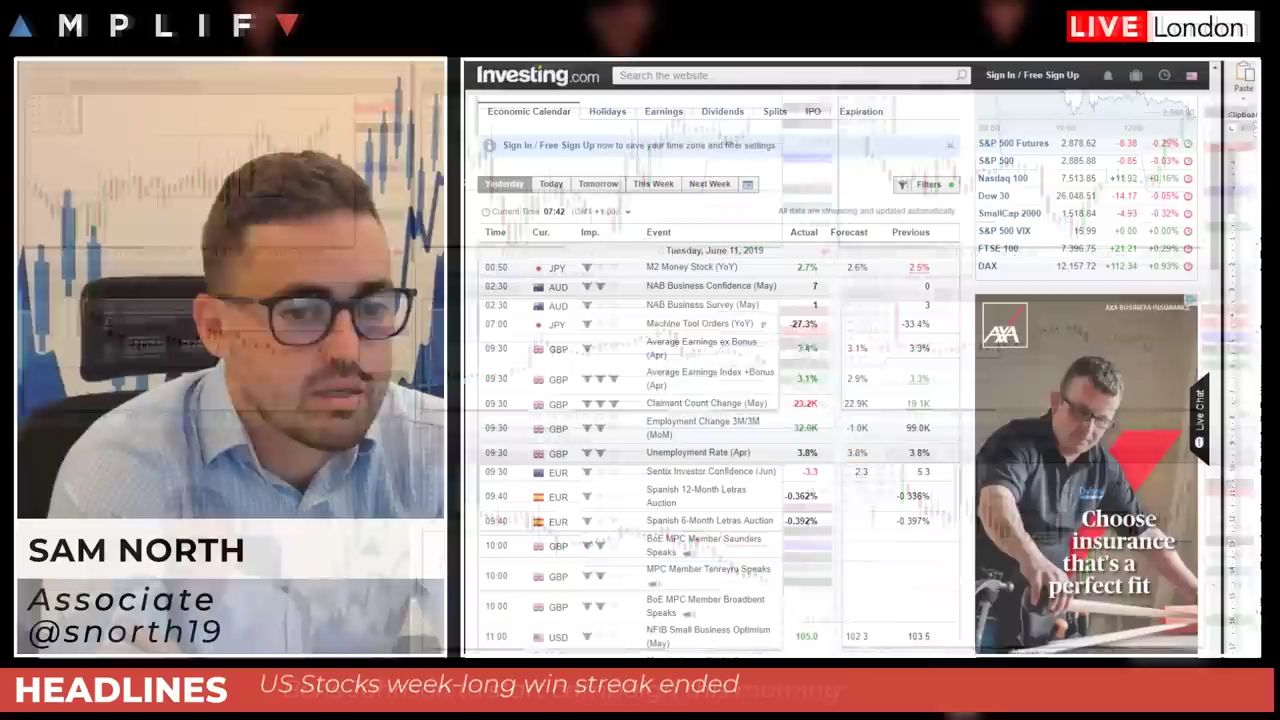 AMPLIFY
LIVE London
Investing.com Search the website... Sign In / Free Sign Up
Paste
Economic Calendar Holidays Earnings Dividends Splits IPO Expiration
Sign In / Free Sign Up now to save your time zone and filter settings
Yesterday Today Tomorrow This Week Next Week Filters
Current Time 07:42 (GMT +1:00) All data are streaming and updated automatically
Time Cur. Imp. Event Actual Forecast Previous
Tuesday, June 11, 2019
00:50 JPY M2 Money Stock (YoY) 2.7% 2.6% 2.5%
02:30 AUD NAB Business Confidence (May) 7 0
02:30 AUD NAB Business Survey (May) 1 3
07:00 JPY Machine Tool Orders (YoY) P -27.3% -33.4%
09:30 GBP Average Earnings ex Bonus (Apr) 3.4% 3.1% 3.3%
09:30 GBP Average Earnings Index +Bonus (Apr) 3.1% 2.9% 3.3%
09:30 GBP Claimant Count Change (May) 23.2K 22.9K 19.1K
09:30 GBP Employment Change 3M/3M (MoM) 32.0K -1.0K 99.0K
09:30 GBP Unemployment Rate (Apr) 3.8% 3.8% 3.8%
09:30 EUR Sentix Investor Confidence (Jun) -3.3 2.3 5.3
09:40 EUR Spanish 12-Month Letras Auction -0.362% -0.336%
09:40 EUR Spanish 6-Month Letras Auction -0.392% -0.397%
10:00 GBP BoE MPC Member Saunders Speaks
10:00 GBP MPC Member Tenreyro Speaks
10:00 GBP BoE MPC Member Broadbent Speaks
11:00 USD NFIB Small Business Optimism (May) 105.0 102.3 103.5
S&P 500 Futures 2,878.62 -8.38 -0.29%
S&P 500 2,885.88 -0.85 -0.03%
Nasdaq 100 7,513.85 +11.92 +0.16%
Dow 30 26,048.51 -14.17 -0.05%
SmallCap 2000 1,518.84 -4.93 -0.32%
S&P 500 VIX 15.99 +0.00 +0.00%
FTSE 100 7,396.75 +21.21 +0.29%
DAX 12,157.72 +112.34 +0.93%
AXA BUSINESS INSURANCE
AXA
Live Chat
Choose
insurance
that's a
perfect fit
SAM NORTH
Associate
@snorth19
HEADLINES US Stocks week-long win streak ended